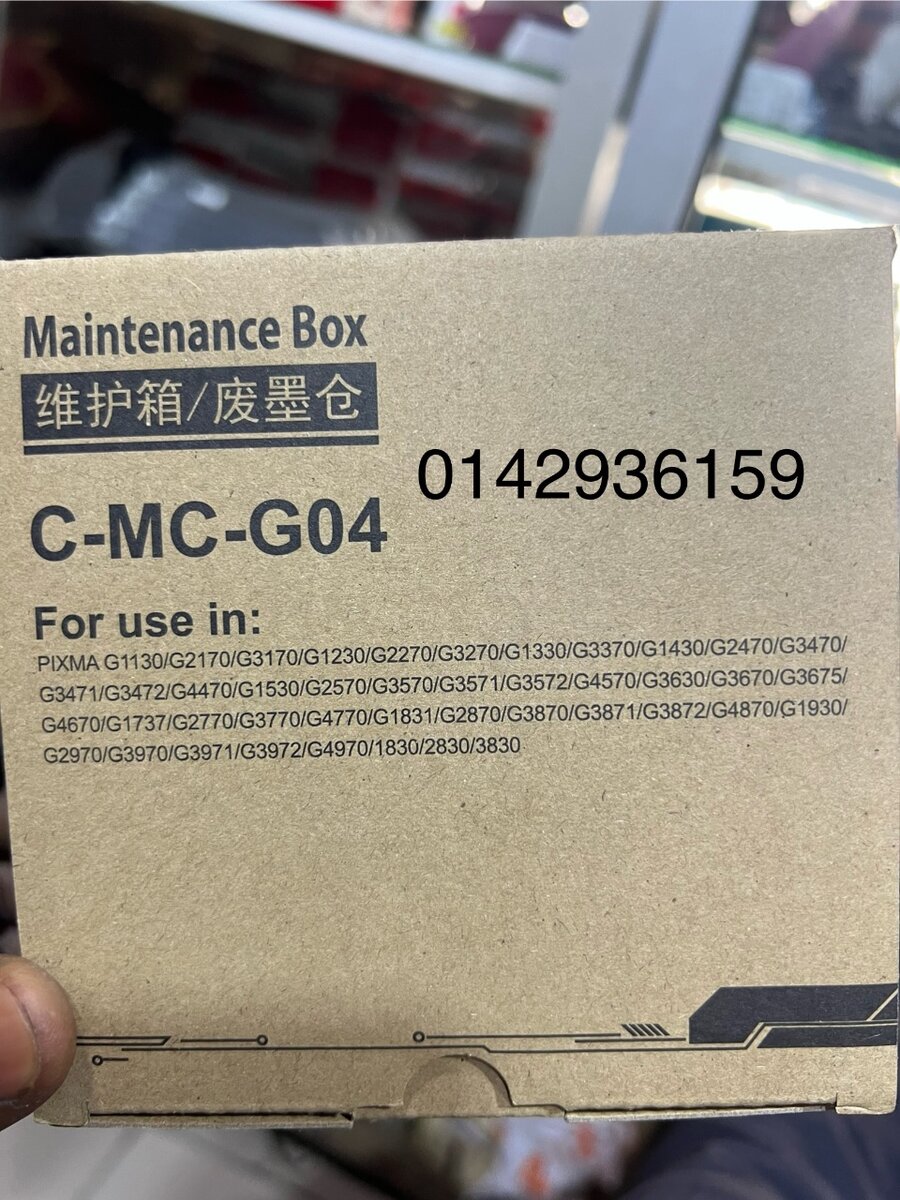 Maintenance Box
维护箱/废墨仓
0142936159
C-MC-G04
For use in:
PIXMA G1130/G2170/G3170/G1230/G2270/G3270/G1330/G3370/G1430/G2470/G3470/
G3471/G3472/G4470/G1530/G2570/G3570/G3571/G3572/G4570/G3630/G3670/G3675/
G4670/G1737/G2770/G3770/G4770/G1831/G2870/G3870/G3871/G3872/G4870/G1930/
G2970/G3970/G3971/G3972/G4970/1830/2830/3830